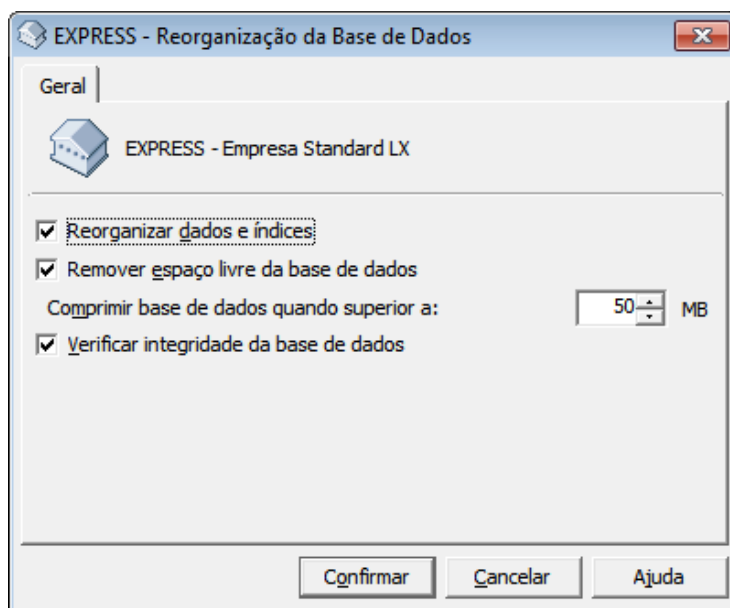 EXPRESS - Reorganização da Base de Dados
Geral
EXPRESS - Empresa Standard LX
Reorganizar dados e índices
Remover espaço livre da base de dados
Comprimir base de dados quando superior a: 50 MB
Verificar integridade da base de dados
Confirmar Cancelar Ajuda